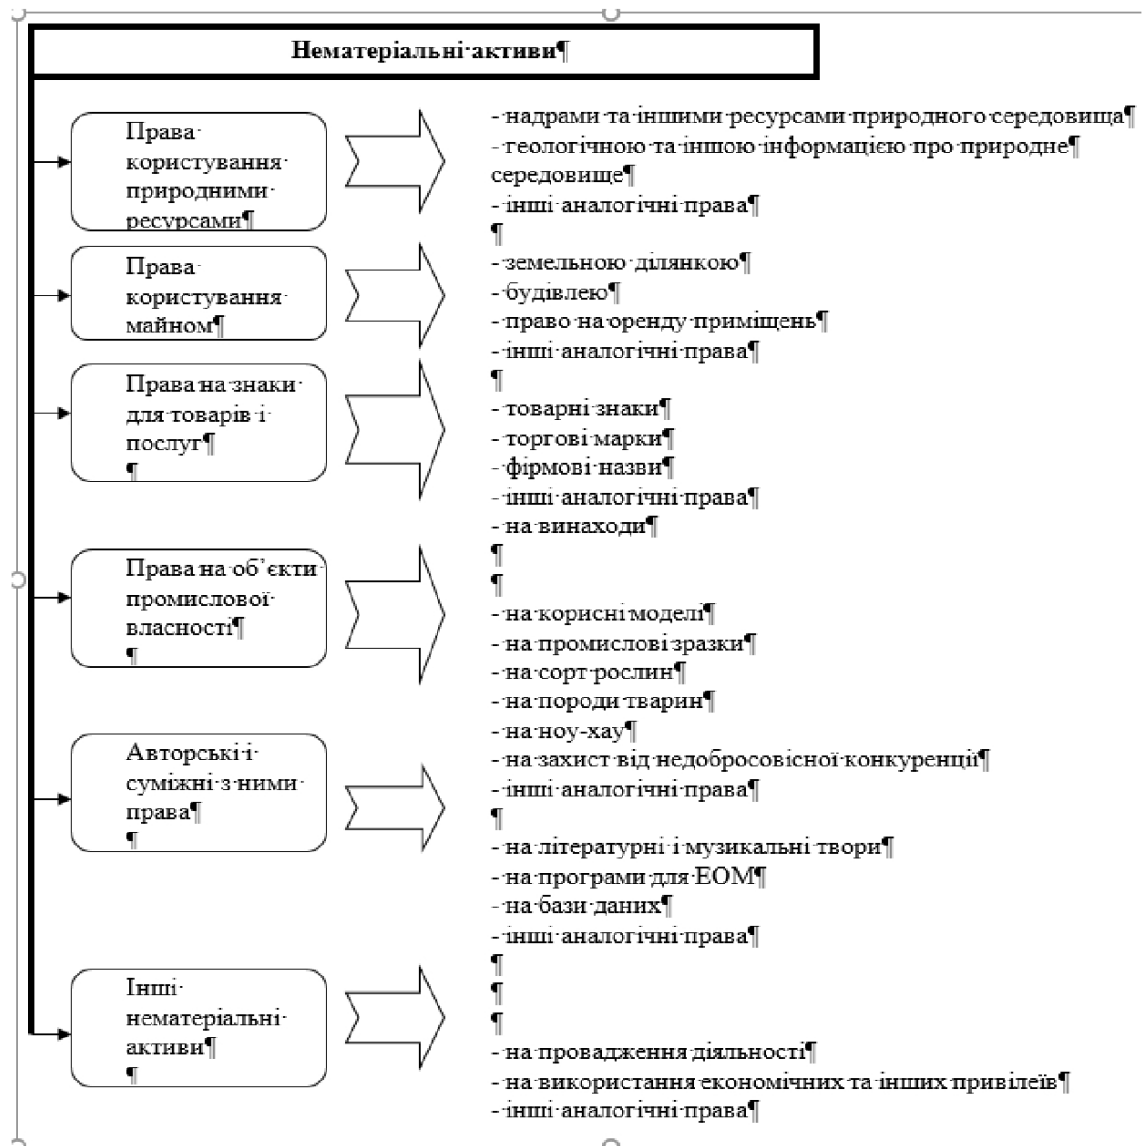 Нематеріальні активи¶
Права
користування
природними
ресурсами¶
- надрами та іншими ресурсами природного середовища¶
- геологічною та іншою інформацією про природне¶
середовище¶
- інші аналогічні права¶
¶
Права
користування
майном¶
- земельною ділянкою¶
- будівлею¶
- право на оренду приміщень¶
- інші аналогічні права¶
¶
Права на знаки
для товарів і
послуг¶
¶
- товарні знаки¶
- торгові марки¶
- фірмові назви¶
- інші аналогічні права¶
- на винаходи¶
¶
¶
Права на об’єкти
промислової
власності¶
¶
- на корисні моделі¶
- на промислові зразки¶
- на сорт рослин¶
- на породи тварин¶
- на ноу-хау¶
- на захист від недобросовісної конкуренції¶
- інші аналогічні права¶
¶
Авторські і
суміжні з ними
права¶
¶
- на літературні і музикальні твори¶
- на програми для ЕОМ¶
- на бази даних¶
- інші аналогічні права¶
¶
¶
¶
Інші
нематеріальні
активи¶
¶
- на провадження діяльності¶
- на використання економічних та інших привілеїв¶
- інші аналогічні права¶